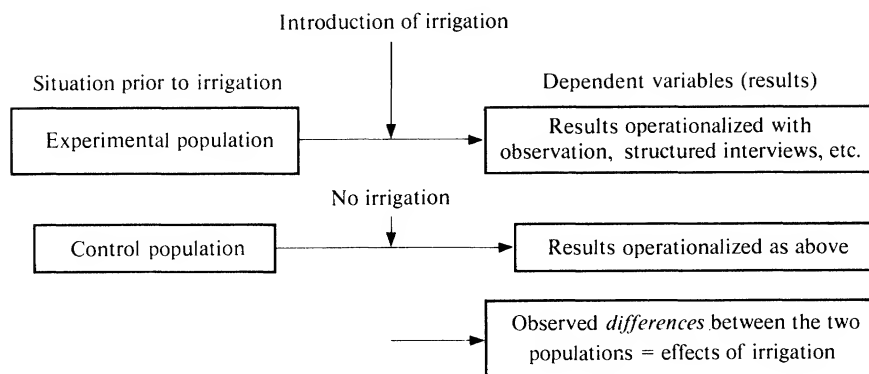 Introduction of irrigation
Situation prior to irrigation
Dependent variables (results)
Experimental population
Results operationalized with
observation, structured interviews, etc.
No irrigation
Control population
Results operationalized as above
Observed differences between the two
populations = effects of irrigation